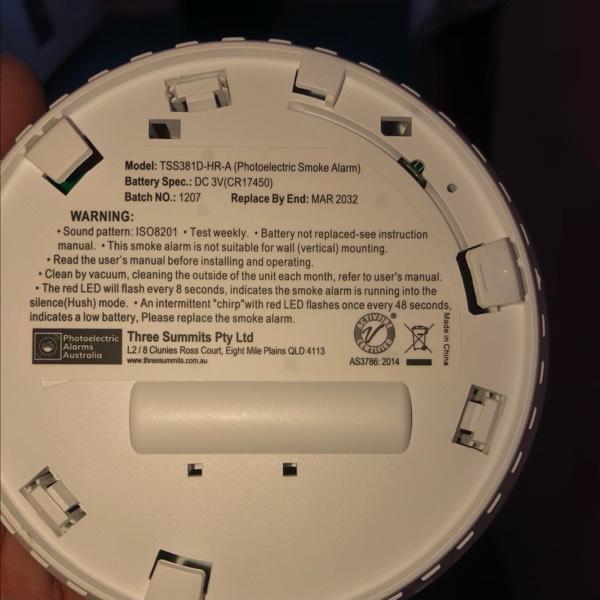 Model: TSS381D-HR-A (Photoelectric Smoke Alarm)
Battery Spec.: DC 3V(CR17450)
Batch NO.: 1207 Replace By End: MAR 2032
WARNING:
• Sound pattern: ISO8201 • Test weekly. • Battery not replaced-see instruction
manual. • This smoke alarm is not suitable for wall (vertical) mounting.
• Read the user's manual before installing and operating.
• Clean by vacuum, cleaning the outside of the unit each month, refer to user's manual.
• The red LED will flash every 8 seconds, indicates the smoke alarm is running into the
silence(Hush) mode. • An intermittent "chirp"with red LED flashes once every 48 seconds,
indicates a low battery, Please replace the smoke alarm.
Photoelectric
Alarms
Australia
Three Summits Pty Ltd
L2 / 8 Clunies Ross Court, Eight Mile Plains QLD 4113
www.threesummits.com.au
AS3786: 2014
Made in China